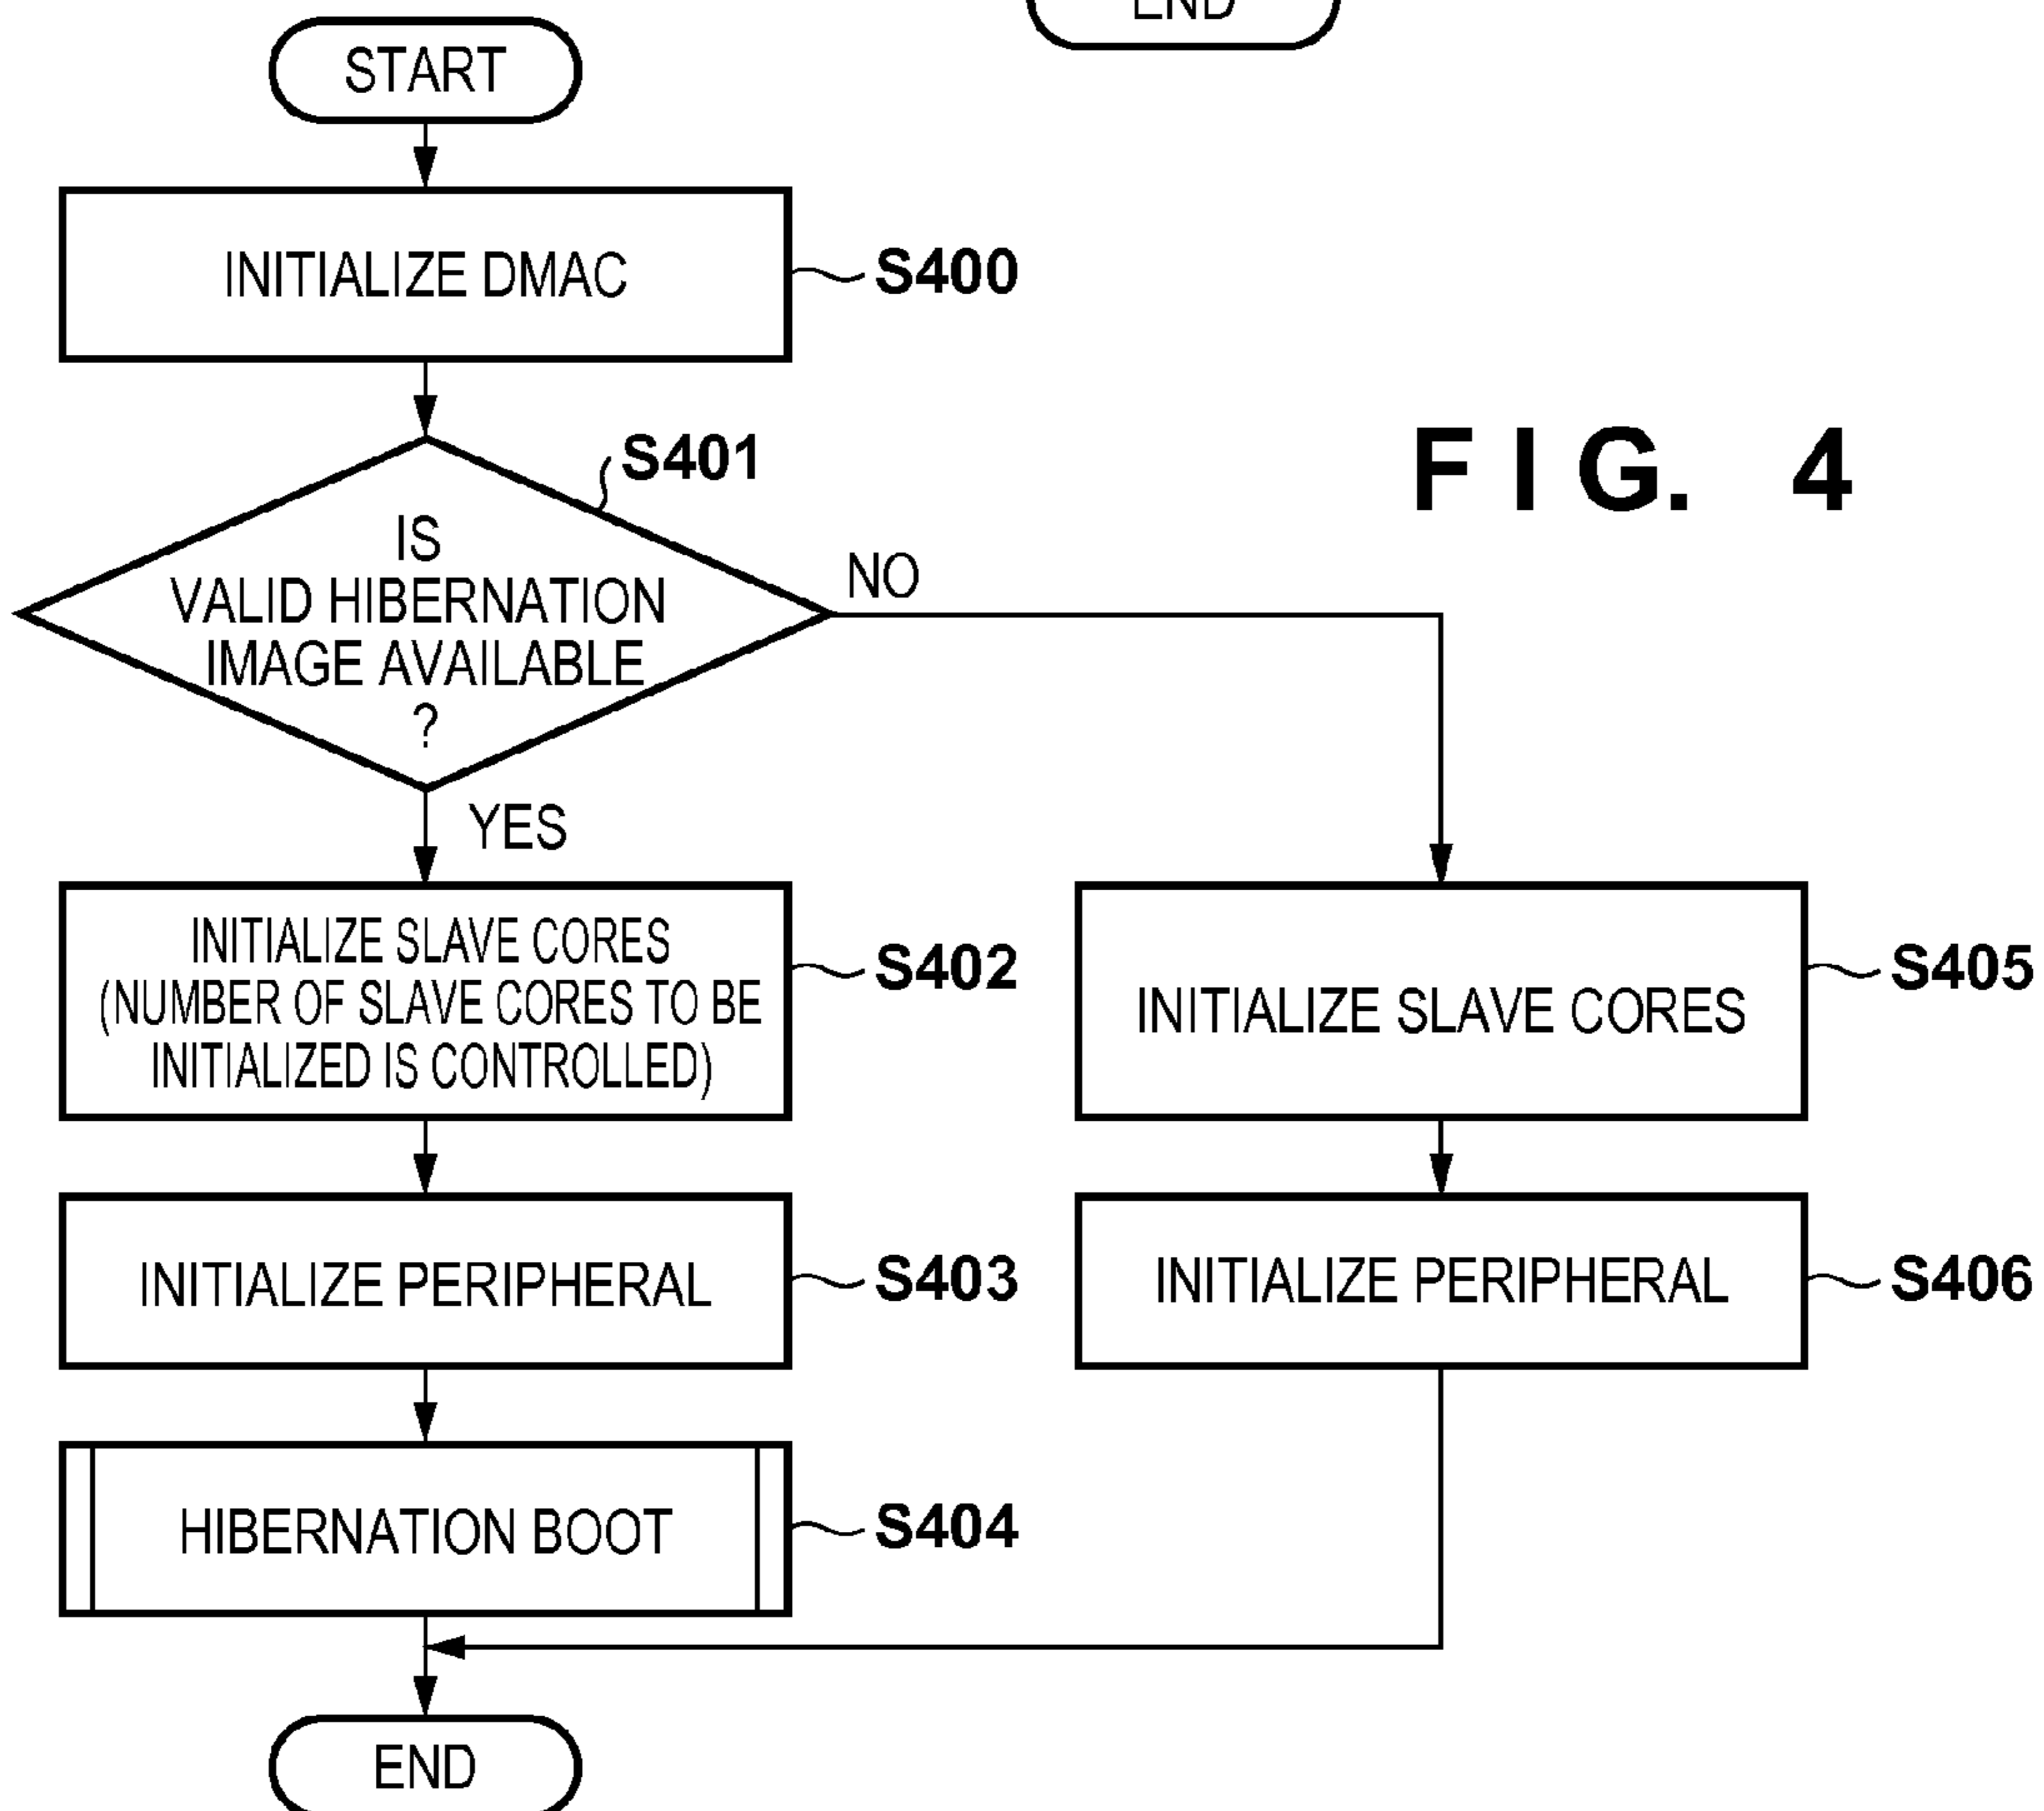 END
START
INITIALIZE DMAC
S400
FIG. 4
S401
IS
VALID HIBERNATION
IMAGE AVAILABLE
?
NO
YES
INITIALIZE SLAVE CORES
(NUMBER OF SLAVE CORES TO BE
INITIALIZED IS CONTROLLED)
S402
INITIALIZE SLAVE CORES
S405
INITIALIZE PERIPHERAL
S403
INITIALIZE PERIPHERAL
S406
HIBERNATION BOOT
S404
END